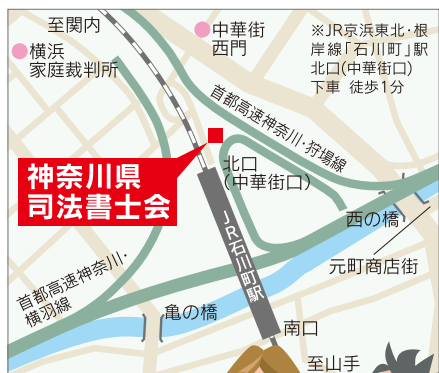 至関内
横浜
家庭裁判所
中華街
西門
※JR京浜東北・根
岸線「石川町」駅
北口(中華街口)
下車 徒歩1分
首都高速神奈川・狩場線
神奈川県
司法書士会
北口
(中華街口)
JR石川町駅
西の橋
元町商店街
首都高速神奈川・
横羽線
亀の橋
南口
至山手